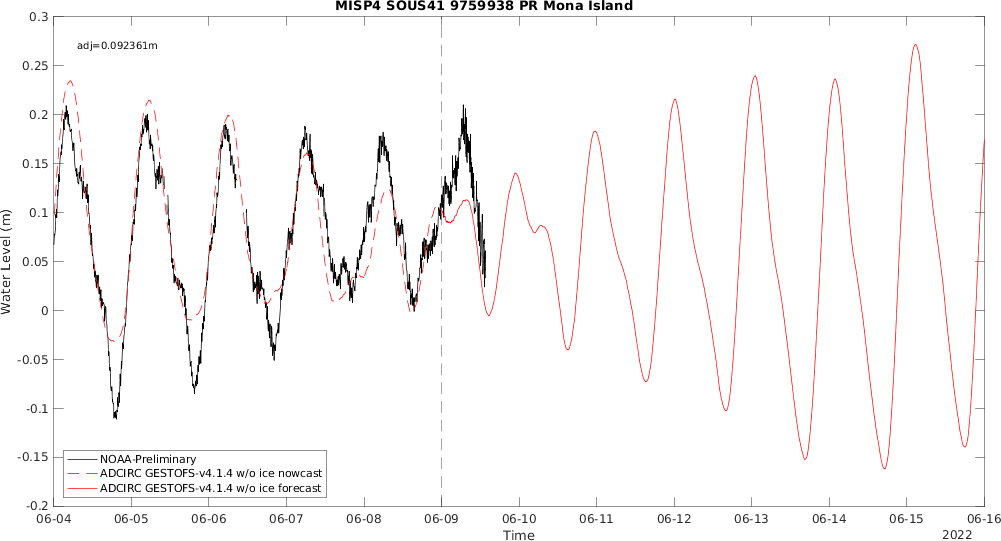 MISP4 SOUS41 9759938 PR Mona Island
0.3
adj=0.092361m
0.25
0.2
0.15
0.1
0.05
0
-0.05
-0.1
-0.15
-0.2
Water Level (m)
NOAA-Preliminary
ADCIRC GESTOFS-v4.1.4 w/o ice nowcast
ADCIRC GESTOFS-v4.1.4 w/o ice forecast
06-04 06-05 06-06 06-07 06-08 06-09 06-10 06-11 06-12 06-13 06-14 06-15 06-16
Time
2022